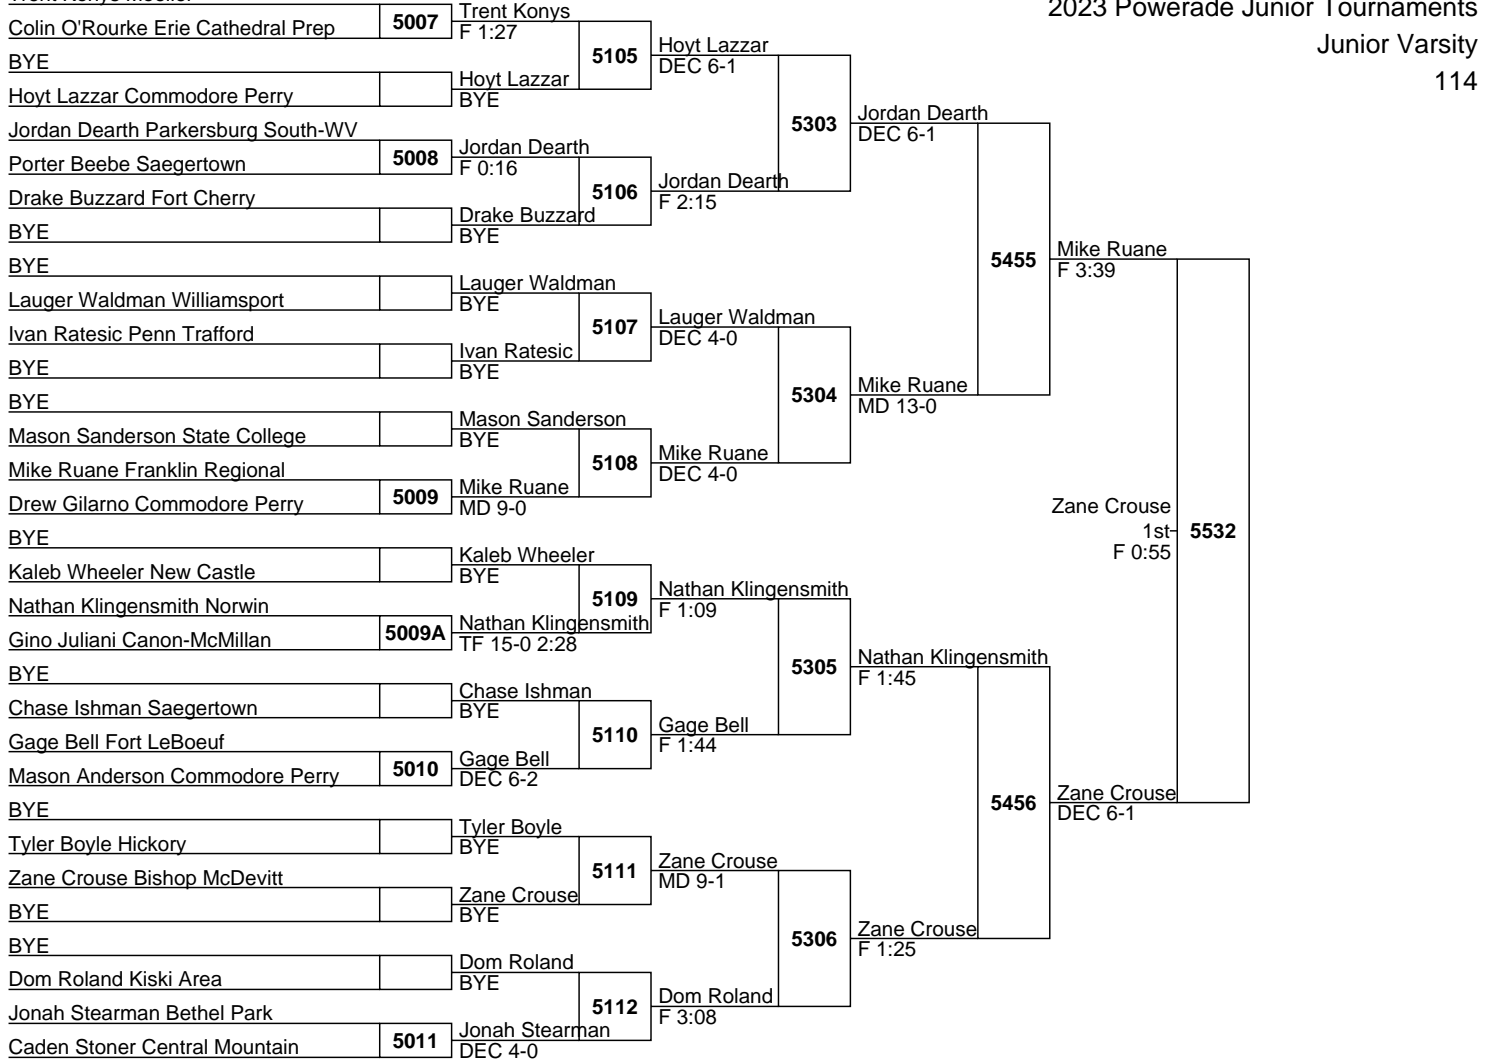 Trent Konys Moeller
2023 Powerade Junior Tournaments
Junior Varsity
114
Colin O'Rourke Erie Cathedral Prep
5007
Trent Konys
F 1:27
BYE
Hoyt Lazzar Commodore Perry
Hoyt Lazzar
BYE
5105
Hoyt Lazzar
DEC 6-1
Jordan Dearth Parkersburg South-WV
Porter Beebe Saegertown
5008
Jordan Dearth
F 0:16
Drake Buzzard Fort Cherry
BYE
Drake Buzzard
BYE
5106
Jordan Dearth
F 2:15
5303
Jordan Dearth
DEC 6-1
BYE
Lauger Waldman Williamsport
Lauger Waldman
BYE
Ivan Ratesic Penn Trafford
BYE
Ivan Ratesic
BYE
5107
Lauger Waldman
DEC 4-0
BYE
Mason Sanderson State College
Mason Sanderson
BYE
Mike Ruane Franklin Regional
Drew Gilarno Commodore Perry
5009
Mike Ruane
MD 9-0
5108
Mike Ruane
DEC 4-0
5304
Mike Ruane
MD 13-0
5455
Mike Ruane
F 3:39
BYE
Kaleb Wheeler New Castle
Kaleb Wheeler
BYE
Nathan Klingensmith Norwin
Gino Juliani Canon-McMillan
5009A
Nathan Klingensmith
TF 15-0 2:28
5109
Nathan Klingensmith
F 1:09
BYE
Chase Ishman Saegertown
Chase Ishman
BYE
Gage Bell Fort LeBoeuf
Mason Anderson Commodore Perry
5010
Gage Bell
DEC 6-2
5110
Gage Bell
F 1:44
5305
Nathan Klingensmith
F 1:45
BYE
Tyler Boyle Hickory
Tyler Boyle
BYE
Zane Crouse Bishop McDevitt
BYE
Zane Crouse
BYE
5111
Zane Crouse
MD 9-1
BYE
Dom Roland Kiski Area
Dom Roland
BYE
Jonah Stearman Bethel Park
Caden Stoner Central Mountain
5011
Jonah Stearman
DEC 4-0
5112
Dom Roland
F 3:08
5306
Zane Crouse
F 1:25
5456
Zane Crouse
DEC 6-1
Zane Crouse
1st
F 0:55
5532